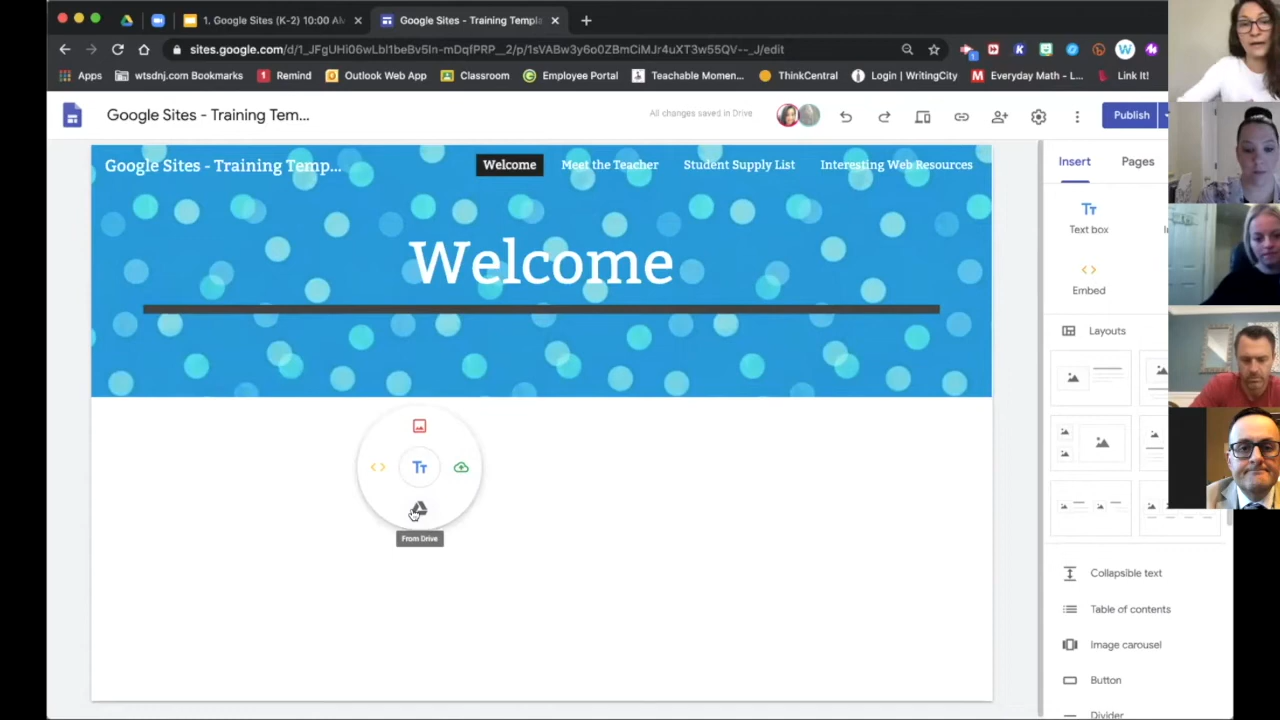 1. Google Sites (K-2) 10:00 AM
Google Sites - Training Templa
sites.google.com/d/1_JFgUHi06wLbI1beBv5In-mDqfPRP__2/p/1sVABw3y6o0ZBmCiMJr4uXT3w55QV--_J/edit
Apps
wtsdnj.com Bookmarks
Remind
Outlook Web App
Classroom
Employee Portal
Teachable Momen...
ThinkCentral
Login | WritingCity
Everyday Math - L...
Link It!
Google Sites - Training Tem...
All changes saved in Drive
Publish
Google Sites - Training Temp...
Welcome
Meet the Teacher
Student Supply List
Interesting Web Resources
Insert
Pages
Welcome
Text box
Embed
Layouts
From Drive
Collapsible text
Table of contents
Image carousel
Button
Divider